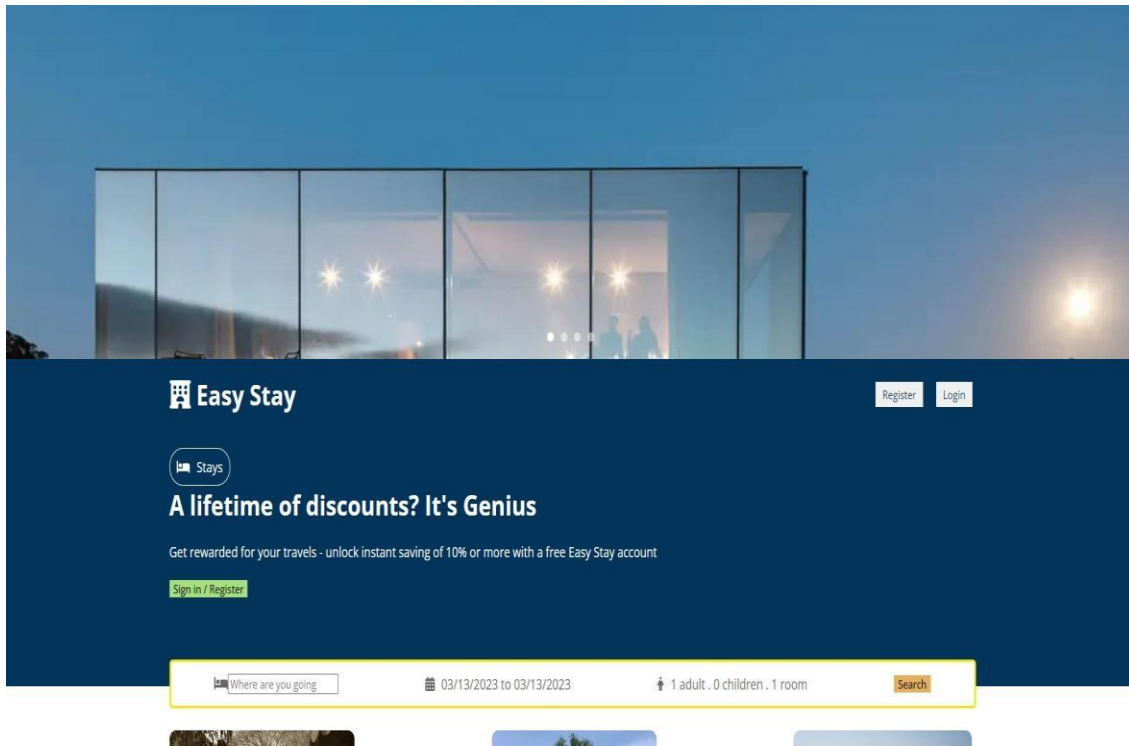 Easy Stay
Register
Login
Stays
A lifetime of discounts? It's Genius
Get rewarded for your travels - unlock instant saving of 10% or more with a free Easy Stay account
Sign in / Register
Where are you going
03/13/2023 to 03/13/2023
1 adult . 0 children . 1 room
Search